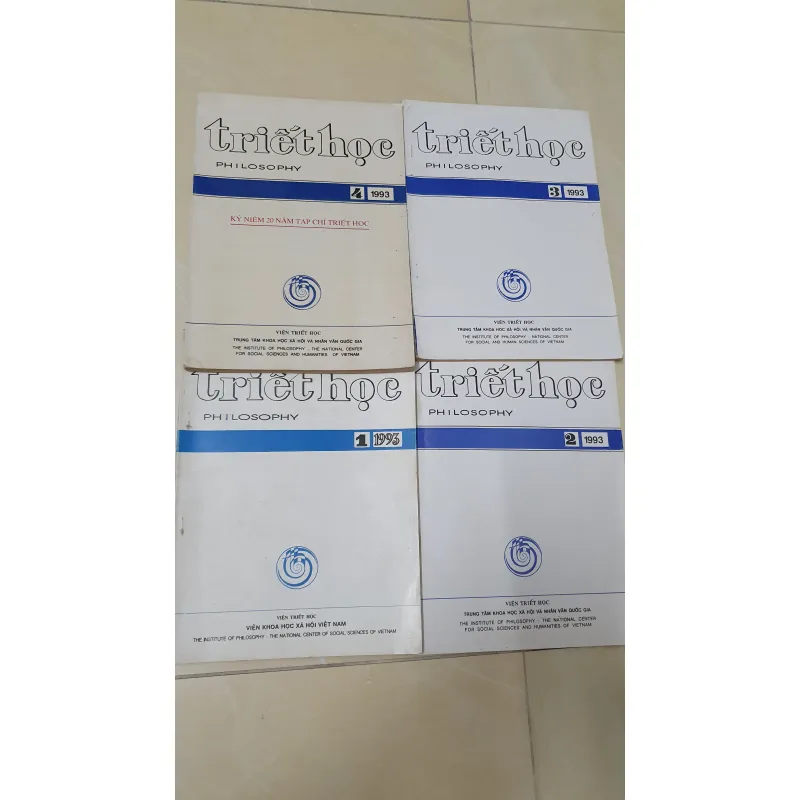 triết học
PHILOSOPHY
4 1993
KỶ NIỆM 20 NĂM TẠP CHÍ TRIẾT HỌC
VIỆN TRIẾT HỌC
TRUNG TÂM KHOA HỌC XÃ HỘI VÀ NHÂN VĂN QUỐC GIA
THE INSTITUTE OF PHILOSOPHY - THE NATIONAL CENTER
FOR SOCIAL SCIENCES AND HUMANITIES OF VIETNAM
triết học
PHILOSOPHY
3 1993
VIỆN TRIẾT HỌC
TRUNG TÂM KHOA HỌC XÃ HỘI VÀ NHÂN VĂN QUỐC GIA
THE INSTITUTE OF PHILOSOPHY - NATIONAL CENTER
FOR SOCIAL AND HUMAN SCIENCES OF VIETNAM
triết học
PHILOSOPHY
1 1993
VIỆN TRIẾT HỌC
VIỆN KHOA HỌC XÃ HỘI VIỆT NAM
THE INSTITUTE OF PHILOSOPHY - THE NATIONAL CENTER OF SOCIAL SCIENCES OF VIETNAM
triết học
PHILOSOPHY
2 1993
VIỆN TRIẾT HỌC
TRUNG TÂM KHOA HỌC XÃ HỘI VÀ NHÂN VĂN QUỐC GIA
THE INSTITUTE OF PHILOSOPHY - THE NATIONAL CENTER
FOR SOCIAL SCIENCES AND HUMANITIES OF VIETNAM